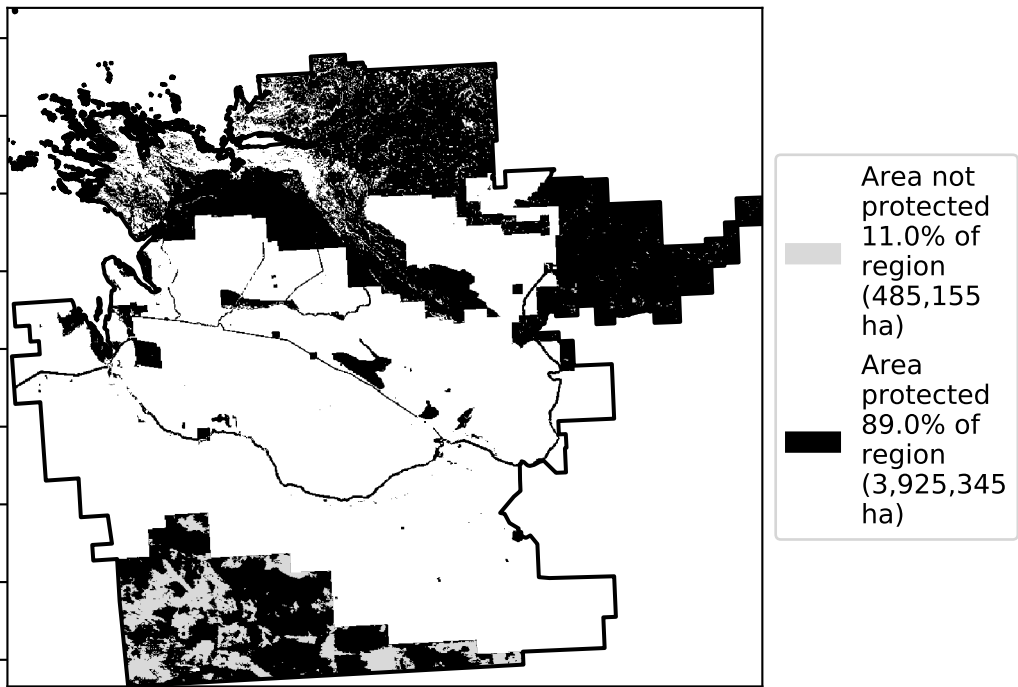 Area not
protected
11.0% of
region
(485,155
ha)
Area
protected
89.0% of
region
(3,925,345
ha)